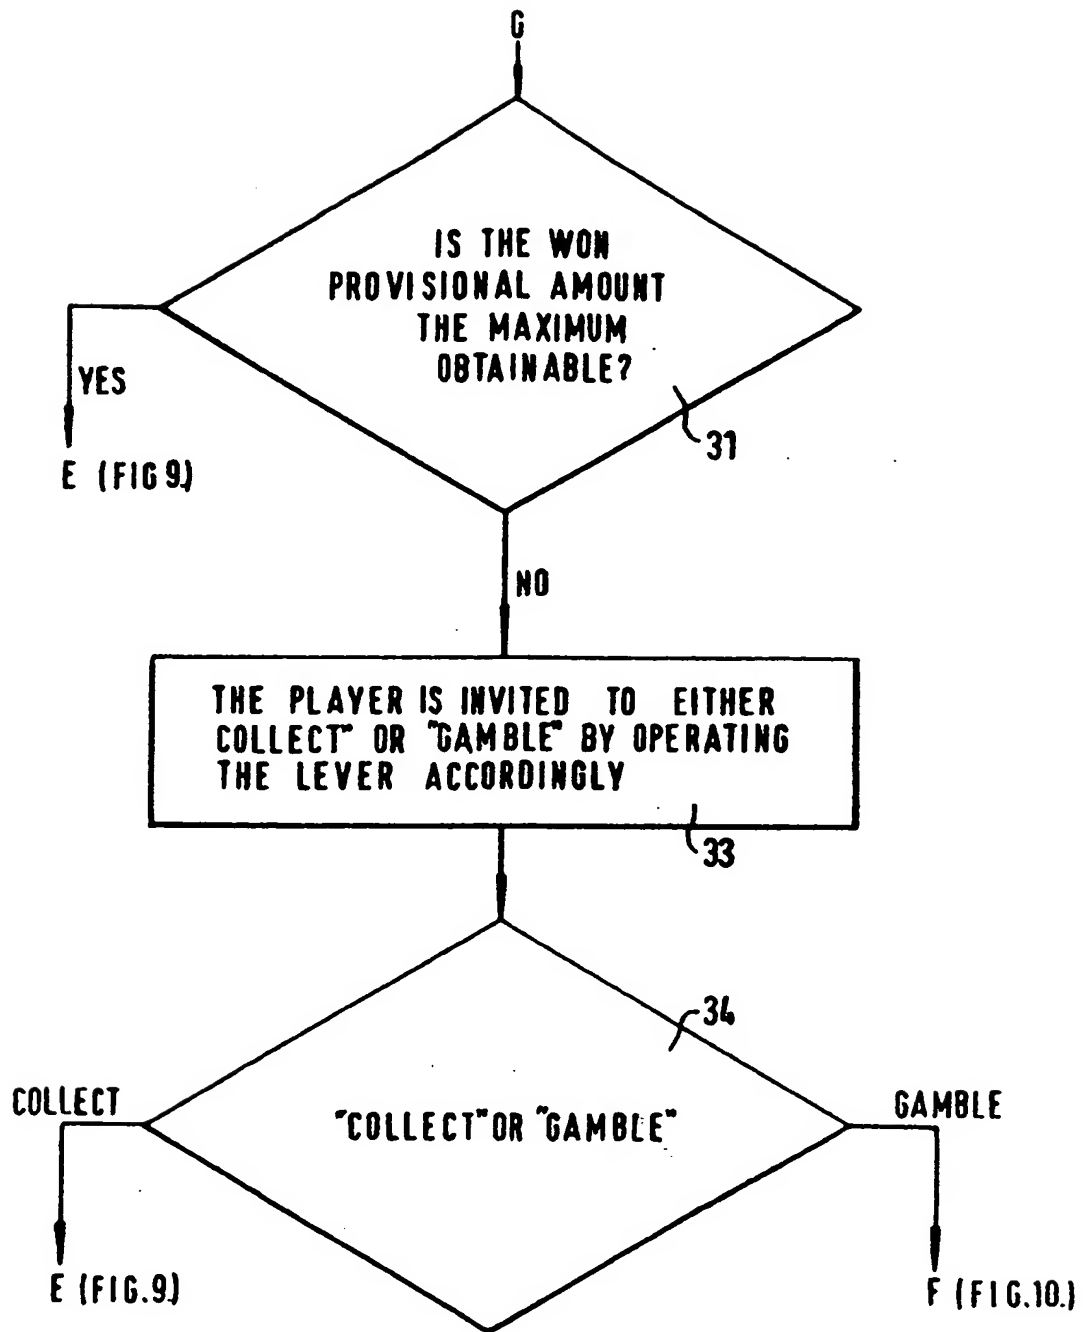 G
IS THE WON
PROVISIONAL AMOUNT
THE MAXIMUM
OBTAINABLE?
YES
31
E (FIG 9.)
NO
THE PLAYER IS INVITED TO EITHER
COLLECT" OR "GAMBLE" BY OPERATING
THE LEVER ACCORDINGLY
33
34
COLLECT
"COLLECT" OR "GAMBLE"
GAMBLE
E (FIG.9.)
F (FIG.10.)